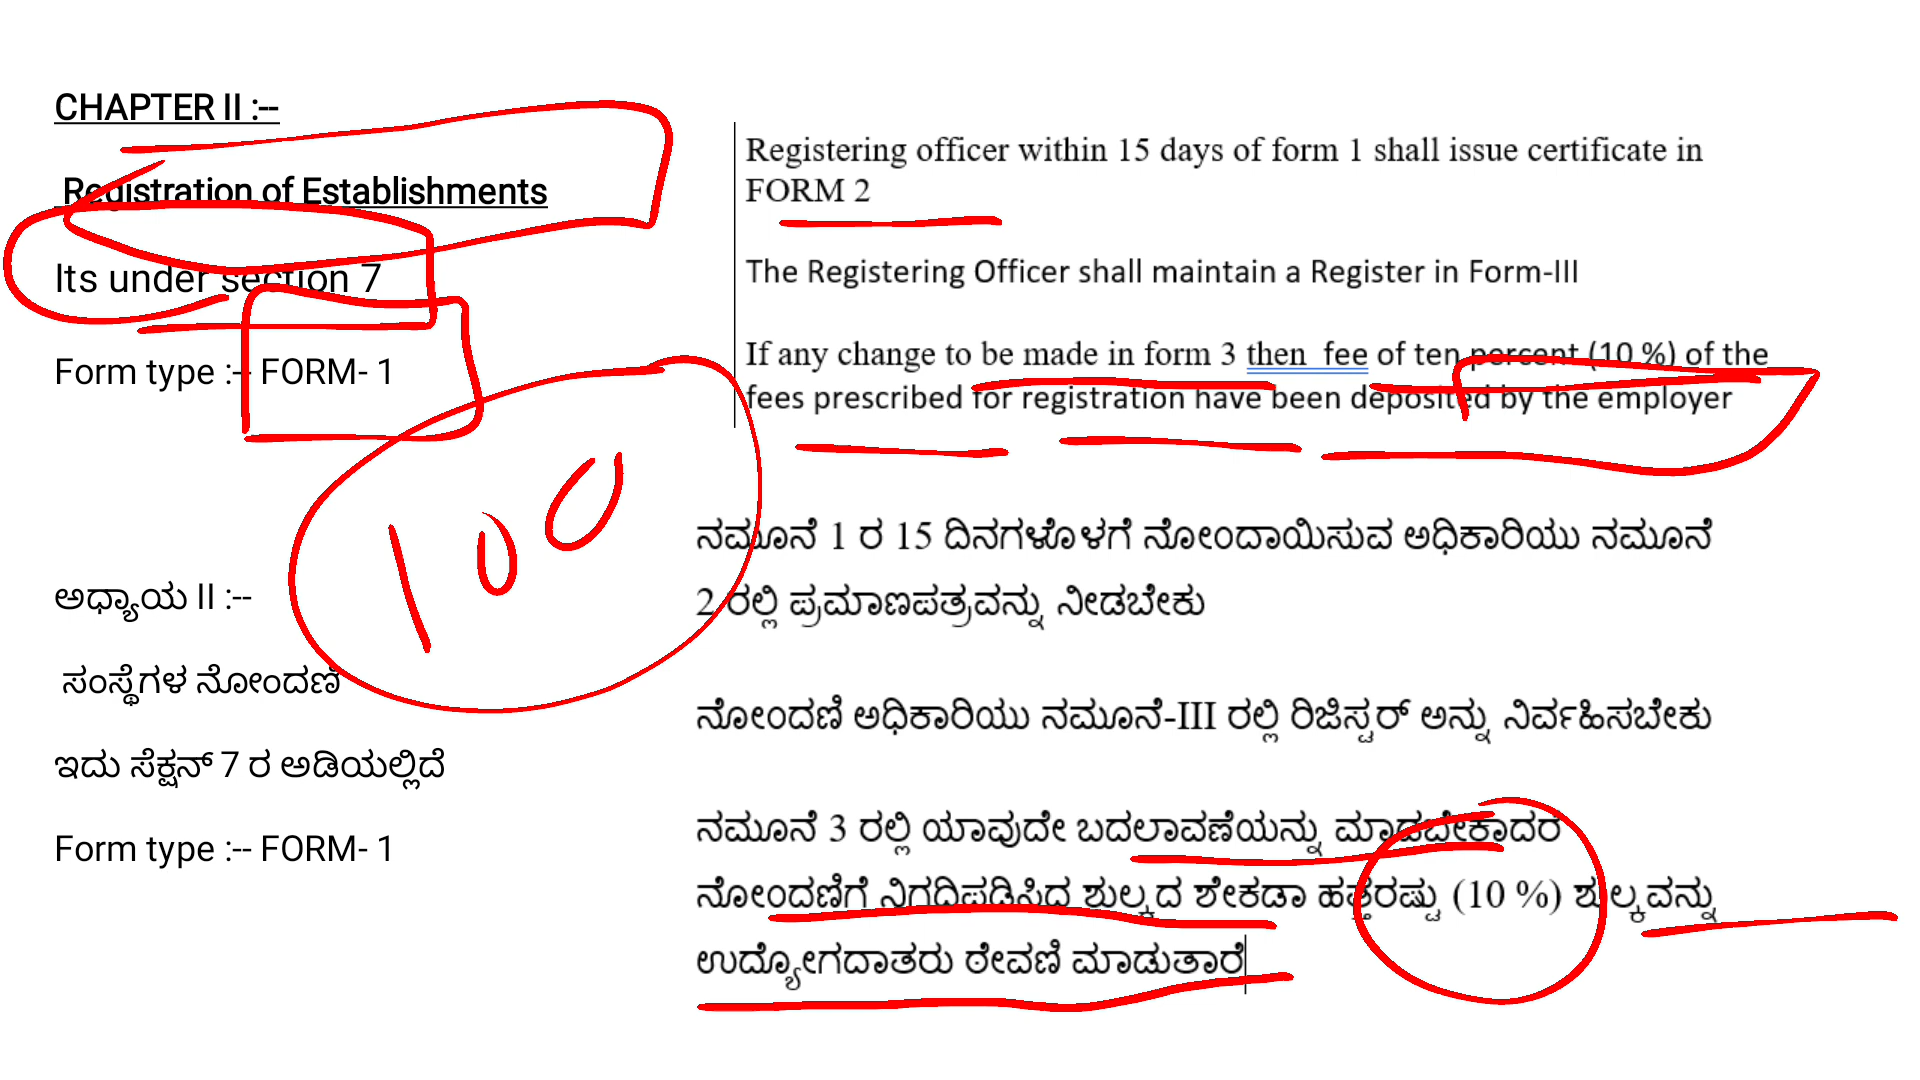 CHAPTER II :--
Registration of Establishments
Its under section 7
Form type :-- FORM- 1
100
ಅಧ್ಯಾಯ II :--
ಸಂಸ್ಥೆಗಳ ನೋಂದಣಿ
ಇದು ಸೆಕ್ಷನ್ 7 ರ ಅಡಿಯಲ್ಲಿದೆ
Form type :-- FORM- 1
Registering officer within 15 days of form 1 shall issue certificate in
FORM 2
The Registering Officer shall maintain a Register in Form-III
If any change to be made in form 3 then fee of ten percent (10 %) of the
fees prescribed for registration have been deposited by the employer
ನಮೂನೆ 1 ರ 15 ದಿನಗಳೊಳಗೆ ನೋಂದಾಯಿಸುವ ಅಧಿಕಾರಿಯು ನಮೂನೆ
2 ರಲ್ಲಿ ಪ್ರಮಾಣಪತ್ರವನ್ನು ನೀಡಬೇಕು
ನೋಂದಣಿ ಅಧಿಕಾರಿಯು ನಮೂನೆ-III ರಲ್ಲಿ ರಿಜಿಸ್ಟರ್ ಅನ್ನು ನಿರ್ವಹಿಸಬೇಕು
ನಮೂನೆ 3 ರಲ್ಲಿ ಯಾವುದೇ ಬದಲಾವಣೆಯನ್ನು ಮಾಡಬೇಕಾದರೆ
ನೋಂದಣಿಗೆ ನಿಗದಿಪಡಿಸಿದ ಶುಲ್ಕದ ಶೇಕಡಾ ಹತ್ತರಷ್ಟು (10 %) ಶುಲ್ಕವನ್ನು
ಉದ್ಯೋಗದಾತರು ಠೇವಣಿ ಮಾಡುತಾರೆ